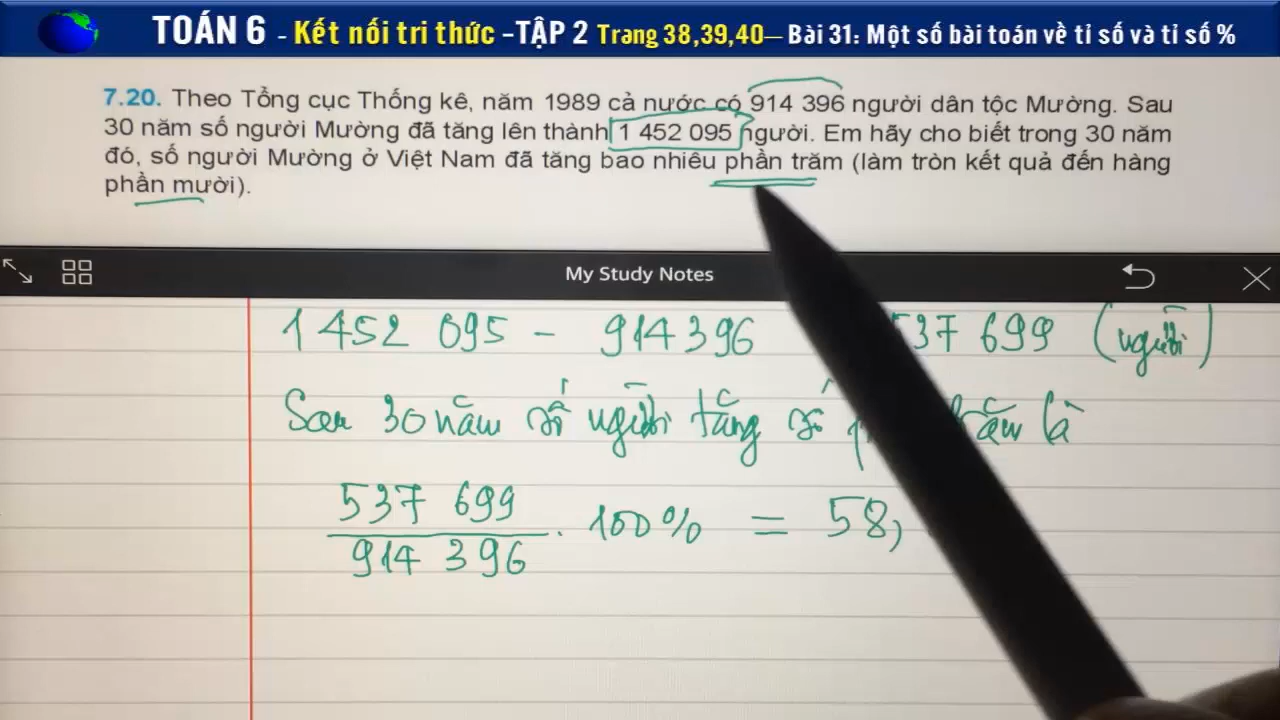 TOÁN 6 - Kết nối tri thức –TẬP 2 Trang 38,39,40— Bài 31: Một số bài toán về tỉ số và tỉ số %
7.20. Theo Tổng cục Thống kê, năm 1989 cả nước có 914 396 người dân tộc Mường. Sau
30 năm số người Mường đã tăng lên thành 1 452 095 người. Em hãy cho biết trong 30 năm
đó, số người Mường ở Việt Nam đã tăng bao nhiêu phần trăm (làm tròn kết quả đến hàng
phần mười).
My Study Notes
1 452 095 - 914 396 537 699 (người)
Sau 30 năm số người tăng số là
537 699
914 396 . 100% = 58,